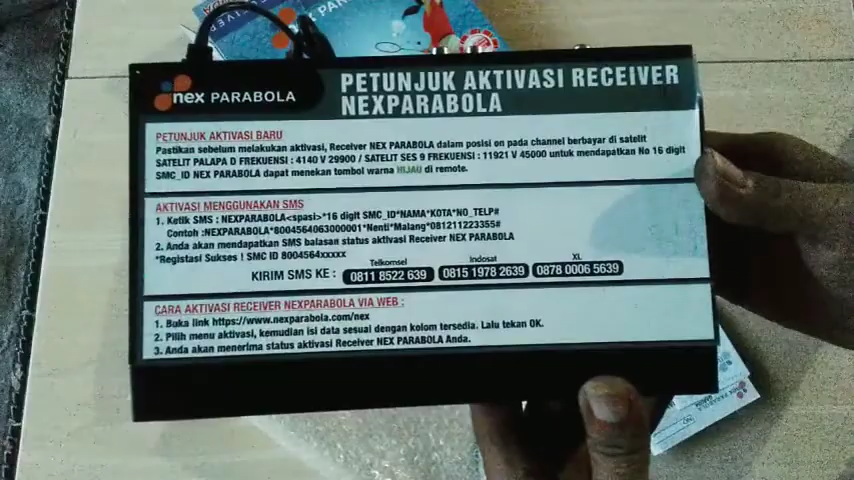 nex PARABOLA
PETUNJUK AKTIVASI RECEIVER
NEXPARABOLA
PETUNJUK AKTIVASI BARU
Pastikan sebelum melakukan aktivasi, Receiver NEX PARABOLA dalam posisi on pada channel berbayar di satelit
SATELIT PALAPA D FREKUENSI : 4140 V 29900 / SATELIT SES 9 FREKUENSI : 11921 V 45000 untuk mendapatkan No 16 digit
SMC_ID NEX PARABOLA dapat menekan tombol warna HIJAU di remote.
AKTIVASI MENGGUNAKAN SMS
1. Ketik SMS : NEXPARABOLA<spasi>*16 digit SMC_ID*NAMA*KOTA*NO_TELP#
Contoh : NEXPARABOLA*8004564063000001*Nenti*Malang*081211223355#
2. Anda akan mendapatkan SMS balasan status aktivasi Receiver NEX PARABOLA
*Registasi Sukses ! SMC ID 8004564xxxxxx
Telkomsel Indosat XL
KIRIM SMS KE : 0811 8522 639 0815 1978 2639 0878 0006 5639
CARA AKTIVASI RECEIVER NEXPARABOLA VIA WEB :
1. Buka link https://www.nexparabola.com/nex
2. Pilih menu aktivasi, kemudian isi data sesuai dengan kolom tersedia. Lalu tekan OK.
3. Anda akan menerima status aktivasi Receiver NEX PARABOLA Anda.